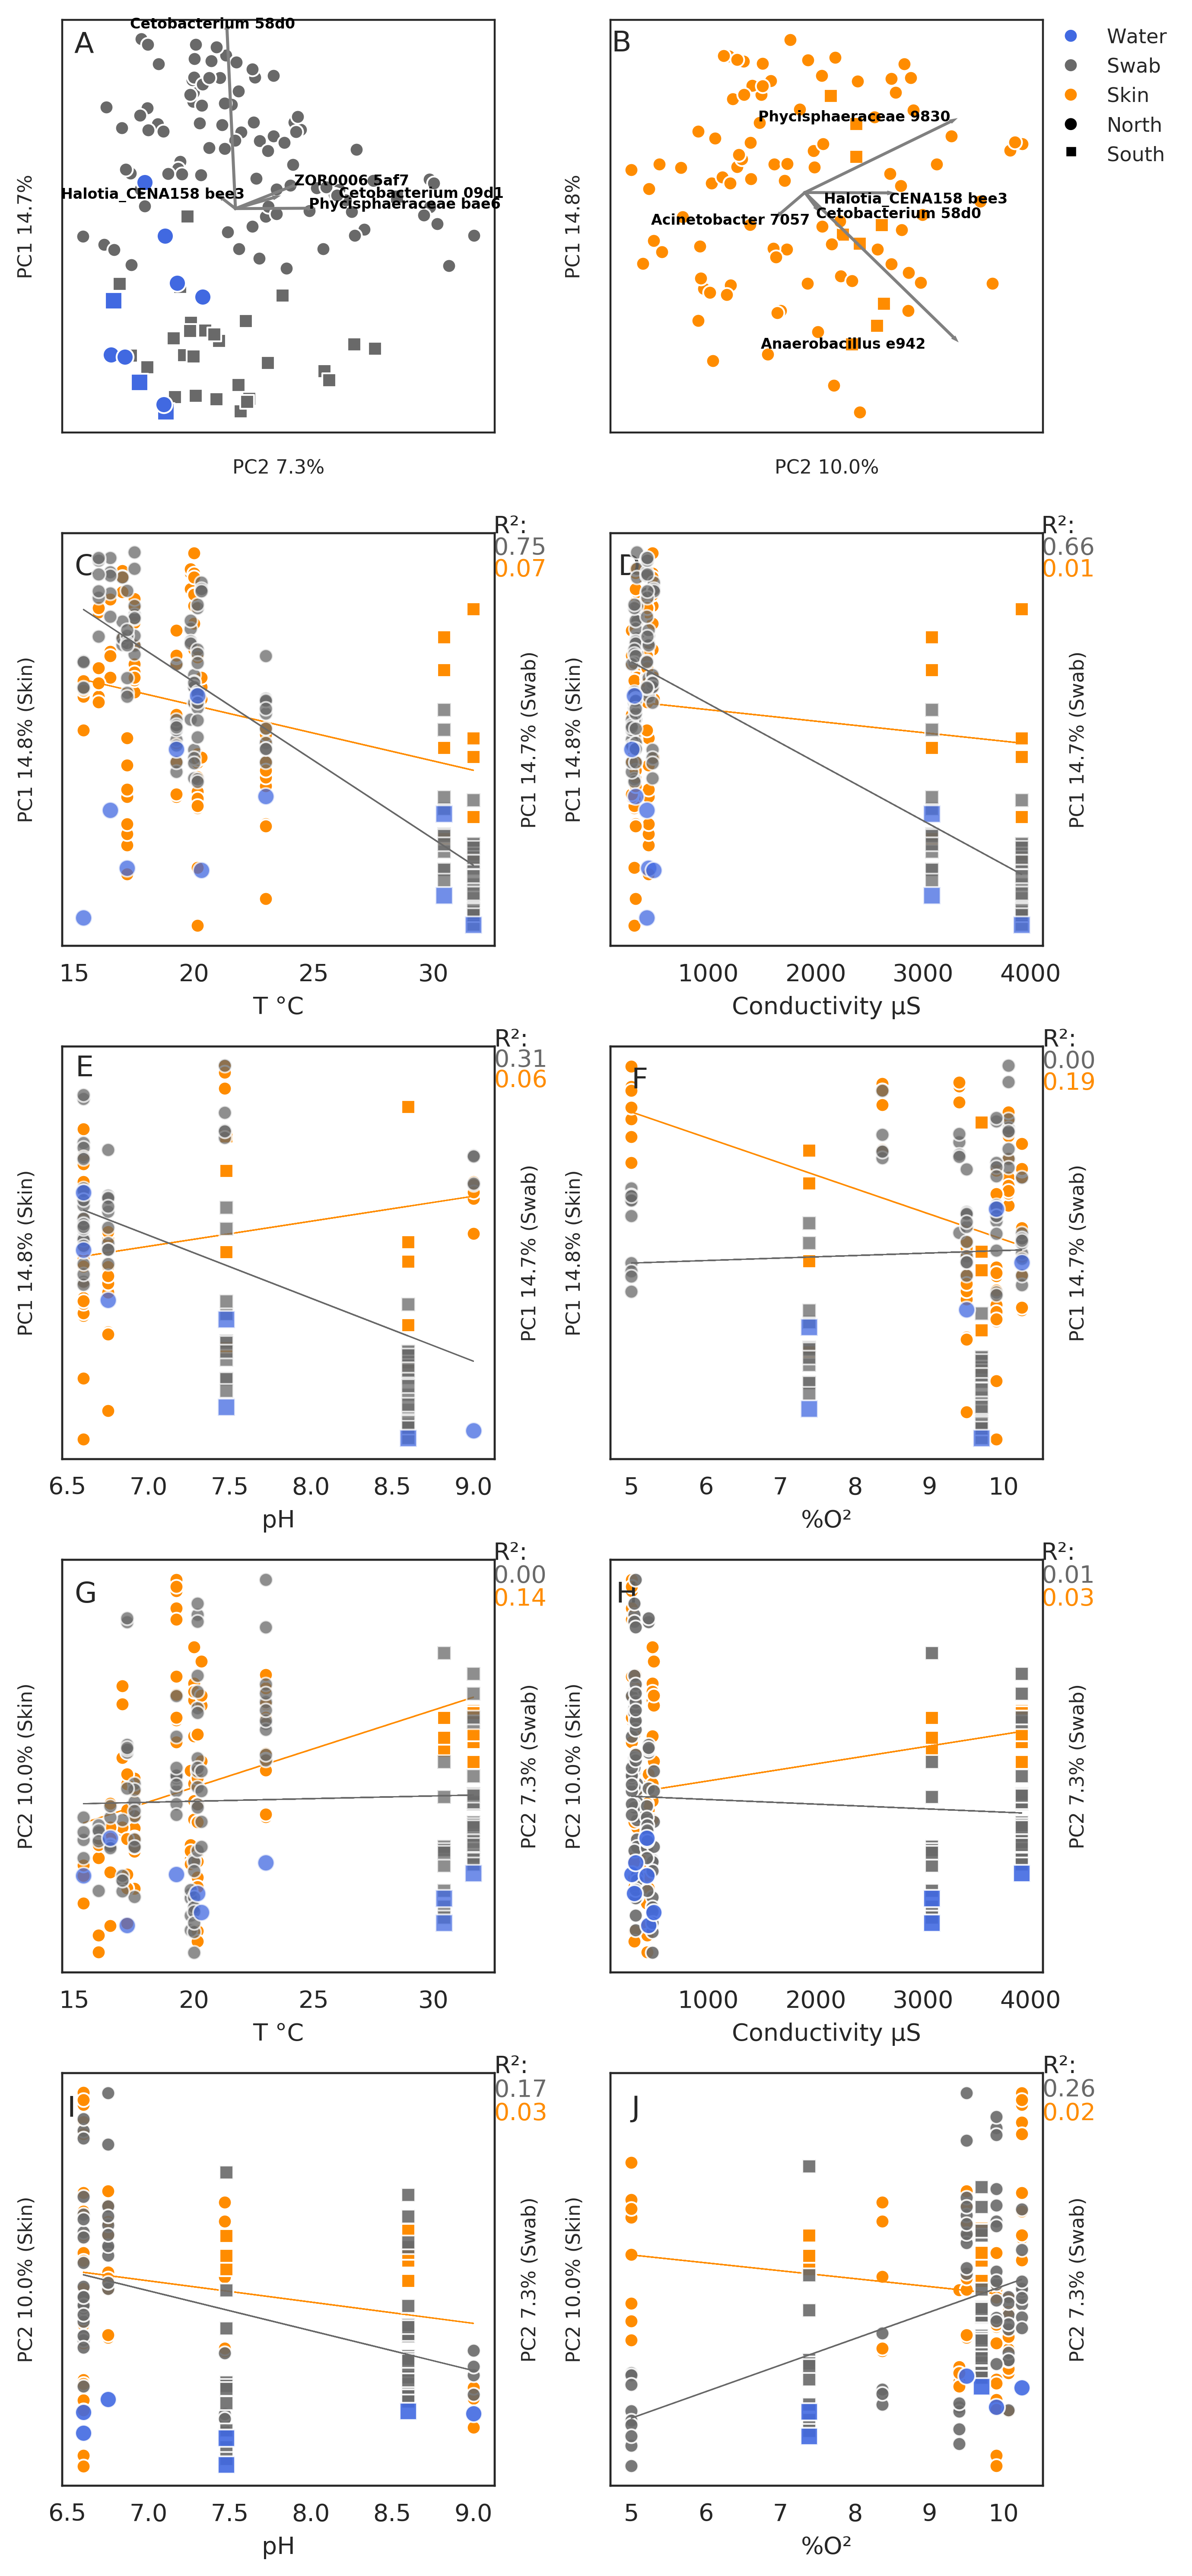 A
Cetobacterium 58d0
Halotia_CENA158 bee3
ZOR0006 5af7
Cetobacterium 09d1
Phycisphaeraceae bae6
PC1 14.7%
PC2 7.3%
B
Phycisphaeraceae 9830
Halotia_CENA158 bee3
Cetobacterium 58d0
Acinetobacter 7057
Anaerobacillus e942
PC1 14.8%
PC2 10.0%
Water
Swab
Skin
North
South
C
R²:
0.75
0.07
PC1 14.8% (Skin)
PC1 14.7% (Swab)
15 20 25 30
T °C
D
R²:
0.66
0.01
PC1 14.8% (Skin)
PC1 14.7% (Swab)
1000 2000 3000 4000
Conductivity µS
E
R²:
0.31
0.06
PC1 14.8% (Skin)
PC1 14.7% (Swab)
6.5 7.0 7.5 8.0 8.5 9.0
pH
F
R²:
0.00
0.19
PC1 14.8% (Skin)
PC1 14.7% (Swab)
5 6 7 8 9 10
%O²
G
R²:
0.00
0.14
PC2 10.0% (Skin)
PC2 7.3% (Swab)
15 20 25 30
T °C
H
R²:
0.01
0.03
PC2 10.0% (Skin)
PC2 7.3% (Swab)
1000 2000 3000 4000
Conductivity µS
I
R²:
0.17
0.03
PC2 10.0% (Skin)
PC2 7.3% (Swab)
6.5 7.0 7.5 8.0 8.5 9.0
pH
J
R²:
0.26
0.02
PC2 10.0% (Skin)
PC2 7.3% (Swab)
5 6 7 8 9 10
%O²